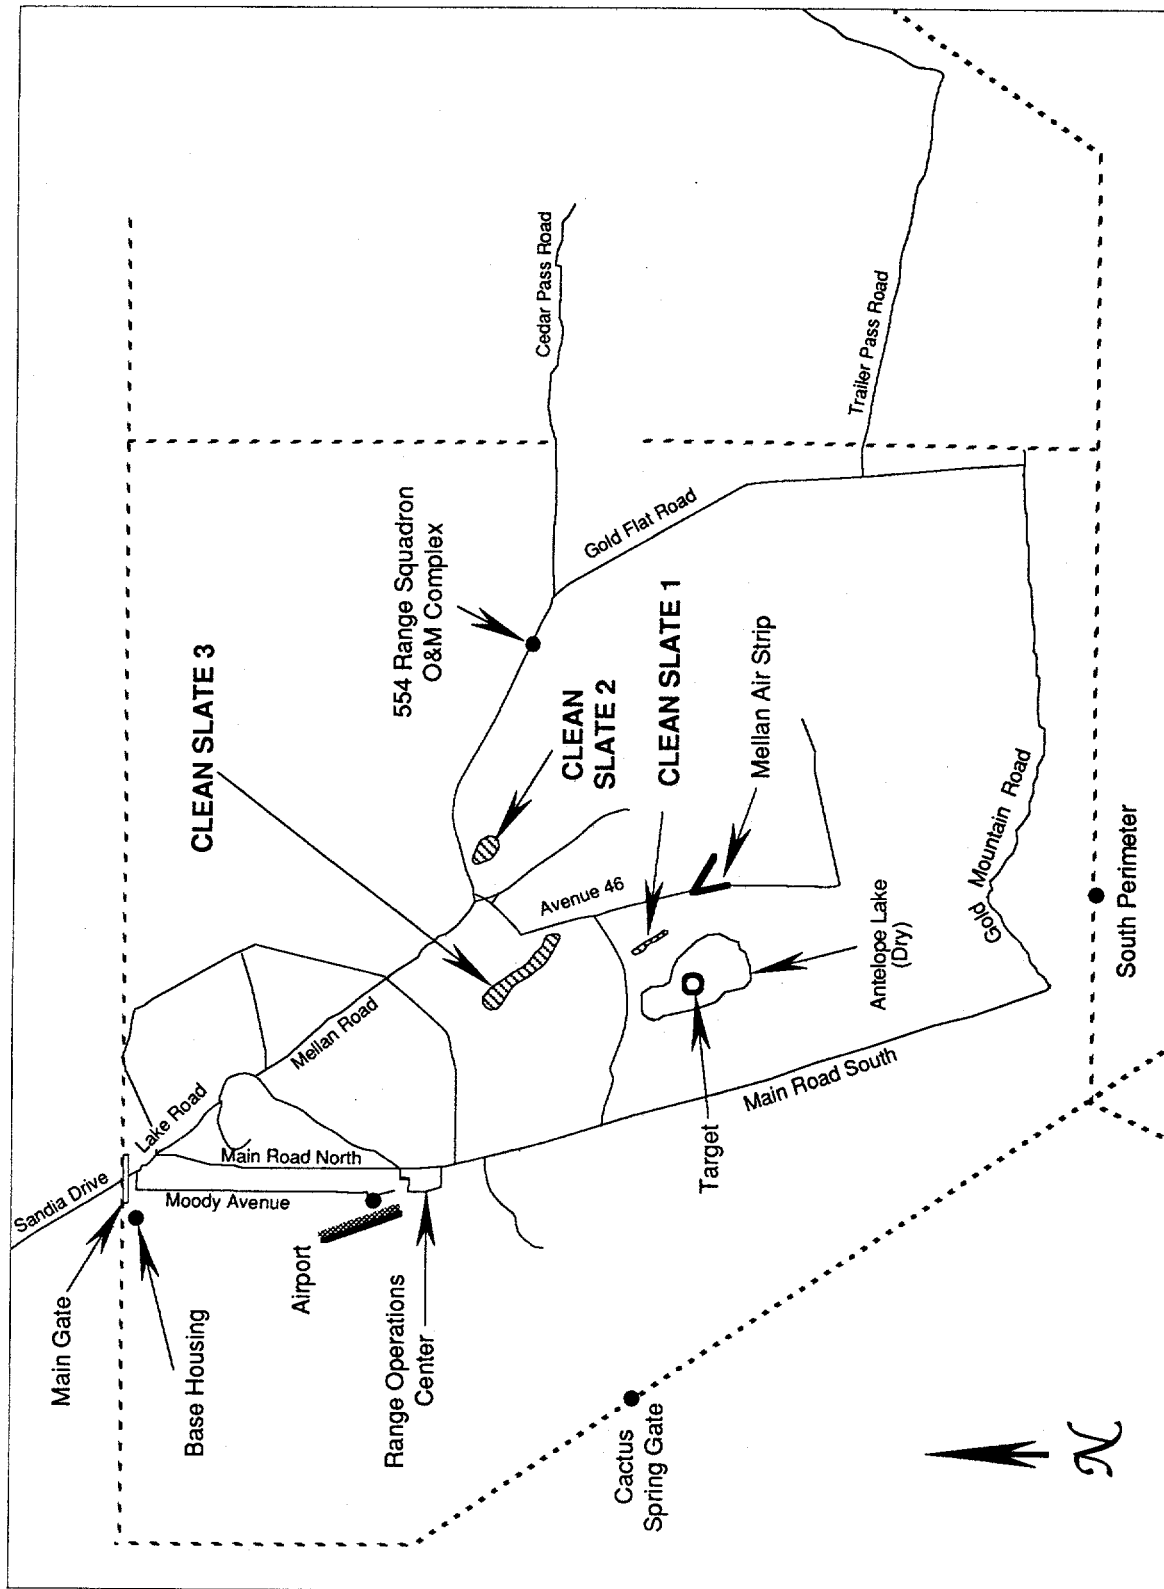 Sandia Drive
Main Gate
Lake Road
Base Housing
Moody Avenue
Main Road North
Airport
Range Operations
Center
Mellan Road
CLEAN SLATE 3
554 Range Squadron
O&M Complex
Cedar Pass Road
CLEAN
SLATE 2
Gold Flat Road
CLEAN SLATE 1
Avenue 46
Mellan Air Strip
Trailer Pass Road
Cactus
Spring Gate
Target
Main Road South
Antelope Lake
(Dry)
Gold Mountain Road
South Perimeter
N